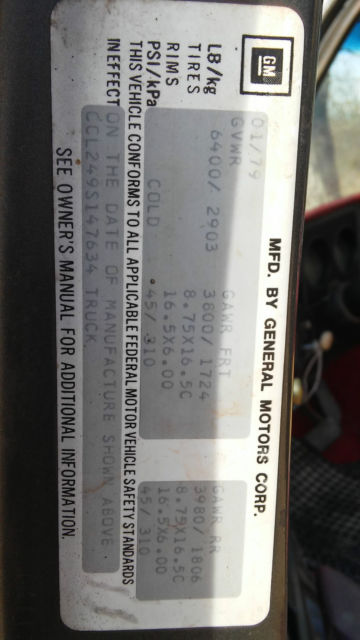 GM
MFD. BY GENERAL MOTORS CORP.
01/79
GVWR GAWR FRT GAWR RR
LB/kg 6400/ 2903 3800/ 1724 3980/ 1806
TIRES 8.75X16.5C 8.75X16.5C
RIMS 16.5X6.00 16.5X6.00
PSI/kPa COLD 45/ 310 45/ 310
THIS VEHICLE CONFORMS TO ALL APPLICABLE FEDERAL MOTOR VEHICLE SAFETY STANDARDS
IN EFFECT ON THE DATE OF MANUFACTURE SHOWN ABOVE
CCL249S147634 TRUCK
SEE OWNER'S MANUAL FOR ADDITIONAL INFORMATION.